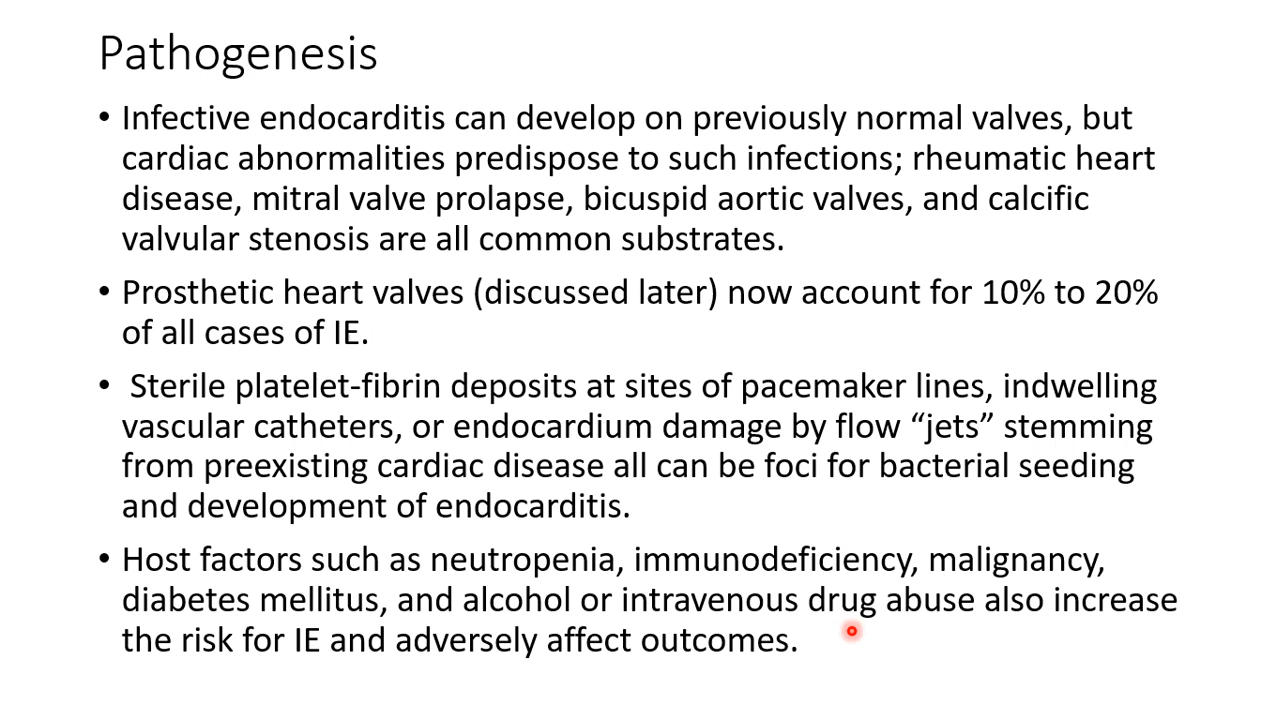 Pathogenesis
• Infective endocarditis can develop on previously normal valves, but
cardiac abnormalities predispose to such infections; rheumatic heart
disease, mitral valve prolapse, bicuspid aortic valves, and calcific
valvular stenosis are all common substrates.
• Prosthetic heart valves (discussed later) now account for 10% to 20%
of all cases of IE.
• Sterile platelet-fibrin deposits at sites of pacemaker lines, indwelling
vascular catheters, or endocardium damage by flow “jets” stemming
from preexisting cardiac disease all can be foci for bacterial seeding
and development of endocarditis.
• Host factors such as neutropenia, immunodeficiency, malignancy,
diabetes mellitus, and alcohol or intravenous drug abuse also increase
the risk for IE and adversely affect outcomes.